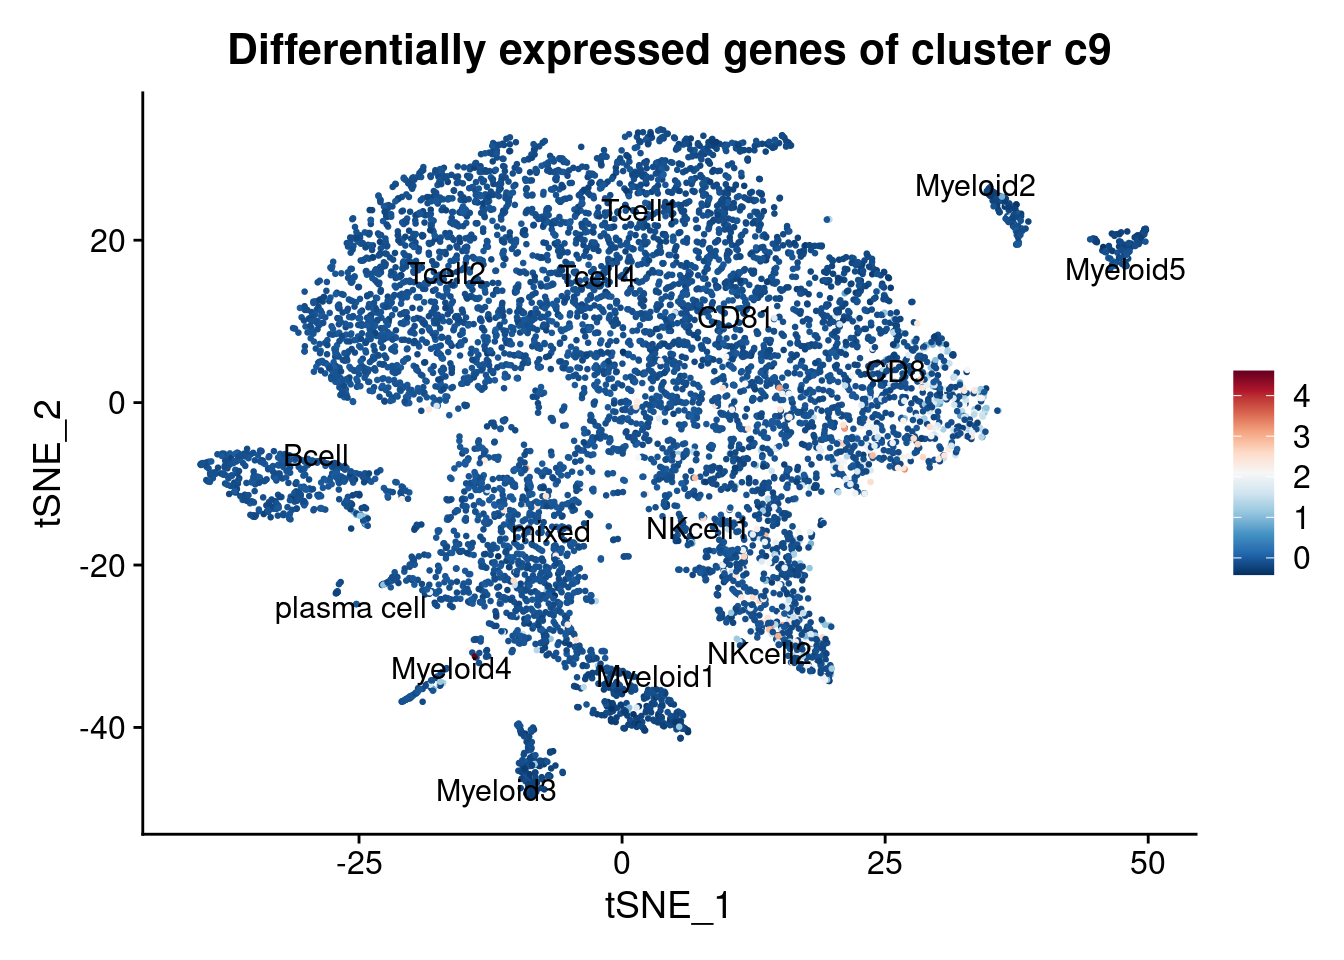 Differentially expressed genes of cluster c9
tSNE_2
20
0
-20
-40
Myeloid2
Tcell1
Myeloid5
Tcell2
Tcell4
CD81
CD8
Bcell
mixed
NKcell1
plasma cell
NKcell2
Myeloid4
Myeloid1
Myeloid3
4
3
2
1
0
-25
0
25
50
tSNE_1